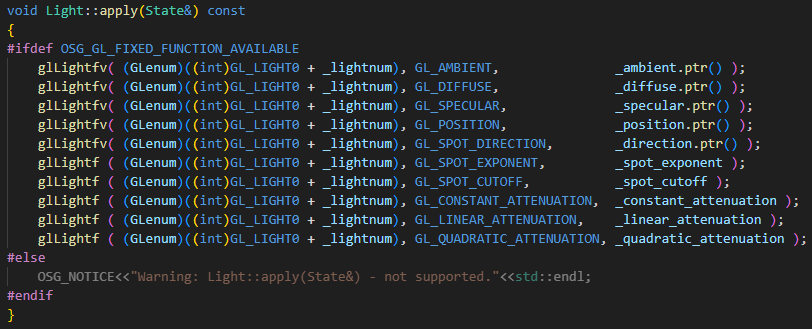 void Light::apply(State&) const
{
#ifdef OSG_GL_FIXED_FUNCTION_AVAILABLE
    glLightfv( (GLenum)((int)GL_LIGHT0 + _lightnum), GL_AMBIENT,               _ambient.ptr() );
    glLightfv( (GLenum)((int)GL_LIGHT0 + _lightnum), GL_DIFFUSE,               _diffuse.ptr() );
    glLightfv( (GLenum)((int)GL_LIGHT0 + _lightnum), GL_SPECULAR,              _specular.ptr() );
    glLightfv( (GLenum)((int)GL_LIGHT0 + _lightnum), GL_POSITION,              _position.ptr() );
    glLightfv( (GLenum)((int)GL_LIGHT0 + _lightnum), GL_SPOT_DIRECTION,        _direction.ptr() );
    glLightf ( (GLenum)((int)GL_LIGHT0 + _lightnum), GL_SPOT_EXPONENT,         _spot_exponent );
    glLightf ( (GLenum)((int)GL_LIGHT0 + _lightnum), GL_SPOT_CUTOFF,           _spot_cutoff );
    glLightf ( (GLenum)((int)GL_LIGHT0 + _lightnum), GL_CONSTANT_ATTENUATION,  _constant_attenuation );
    glLightf ( (GLenum)((int)GL_LIGHT0 + _lightnum), GL_LINEAR_ATTENUATION,    _linear_attenuation );
    glLightf ( (GLenum)((int)GL_LIGHT0 + _lightnum), GL_QUADRATIC_ATTENUATION, _quadratic_attenuation );
#else
    OSG_NOTICE<<"Warning: Light::apply(State&) - not supported."<<std::endl;
#endif
}